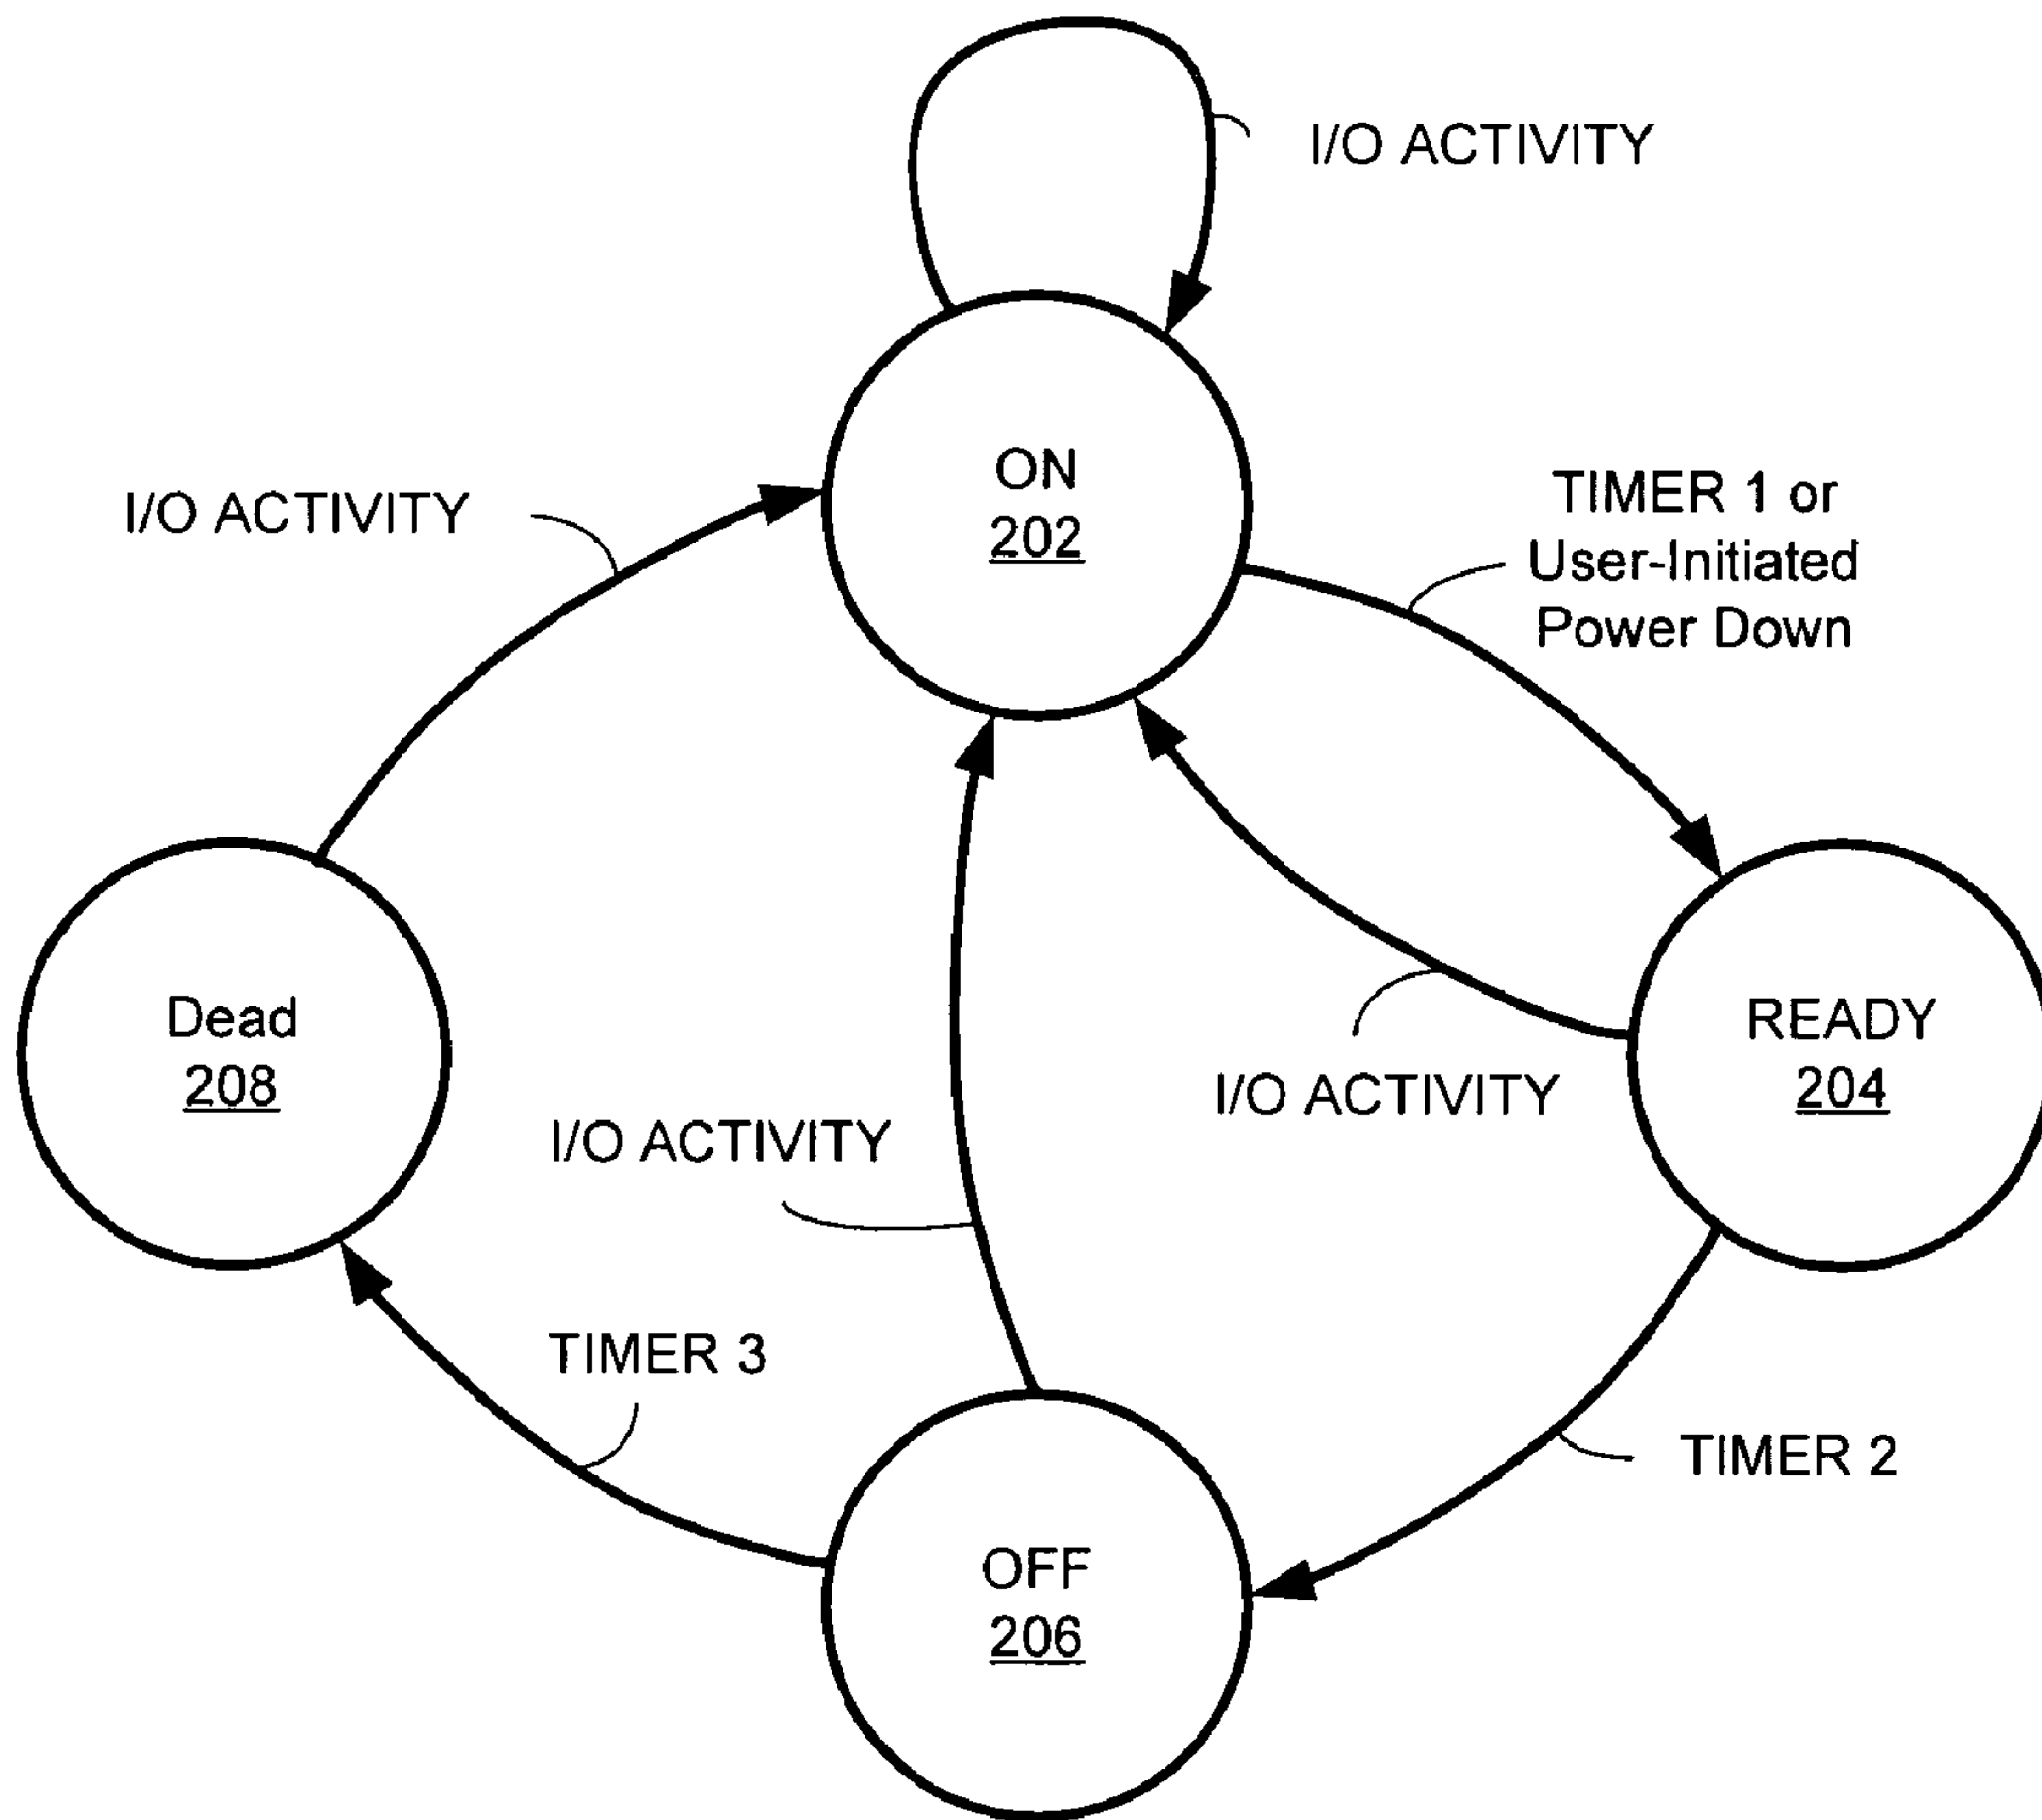 I/O ACTIVITY
ON
202
I/O ACTIVITY
TIMER 1 or
User-Initiated
Power Down
Dead
208
READY
204
I/O ACTIVITY
I/O ACTIVITY
TIMER 3
TIMER 2
OFF
206